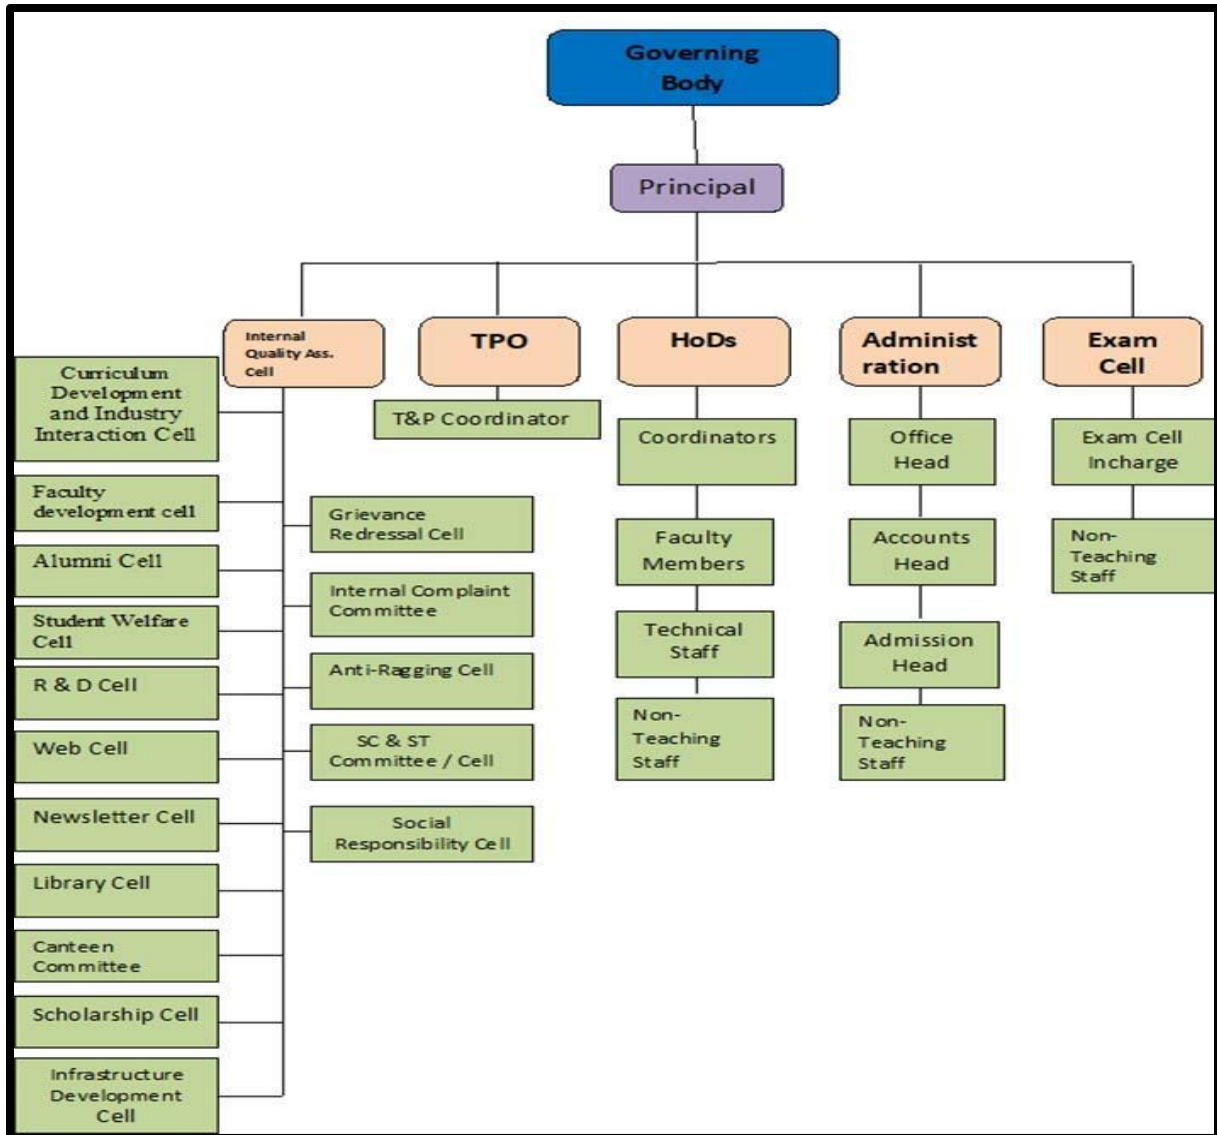 Governing
Body
Principal
Internal
Quality Ass.
Cell
TPO
HoDs
Administ
ration
Exam
Cell
Curriculum
Development
and Industry
Interaction Cell
Faculty
development cell
Alumni Cell
Student Welfare
Cell
R & D Cell
Web Cell
Newsletter Cell
Library Cell
Canteen
Committee
Scholarship Cell
Infrastructure
Development
Cell
Grievance
Redressal Cell
Internal Complaint
Committee
Anti-Ragging Cell
SC & ST
Committee / Cell
Social
Responsibility Cell
T&P Coordinator
Coordinators
Faculty
Members
Technical
Staff
Non-
Teaching
Staff
Office
Head
Accounts
Head
Admission
Head
Non-
Teaching
Staff
Exam Cell
Incharge
Non-
Teaching
Staff